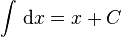 ∫ dx = x + C